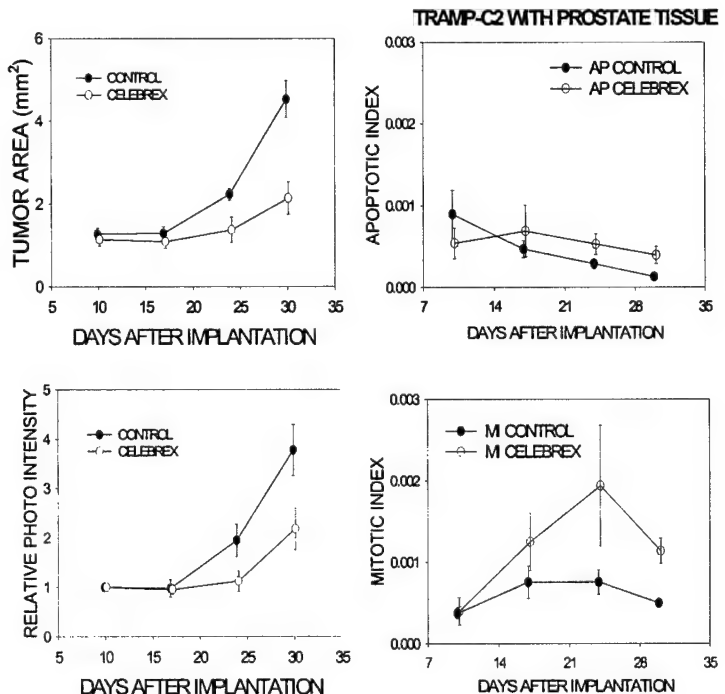 TRAMP-C2 WITH PROSTATE TISSUE
TUMOR AREA (mm²)
6
4
2
0
CONTROL
CELEBREX
5 10 15 20 25 30 35
DAYS AFTER IMPLANTATION
APOPTOTIC INDEX
0.003
0.002
0.001
0.000
AP CONTROL
AP CELEBREX
7 14 21 28 35
DAYS AFTER IMPLANTATION
RELATIVE PHOTO INTENSITY
5
4
3
2
1
0
CONTROL
CELEBREX
5 10 15 20 25 30 35
DAYS AFTER IMPLANTATION
MITOTIC INDEX
0.003
0.002
0.001
0.000
MI CONTROL
MI CELEBREX
7 14 21 28 35
DAYS AFTER IMPLANTATION